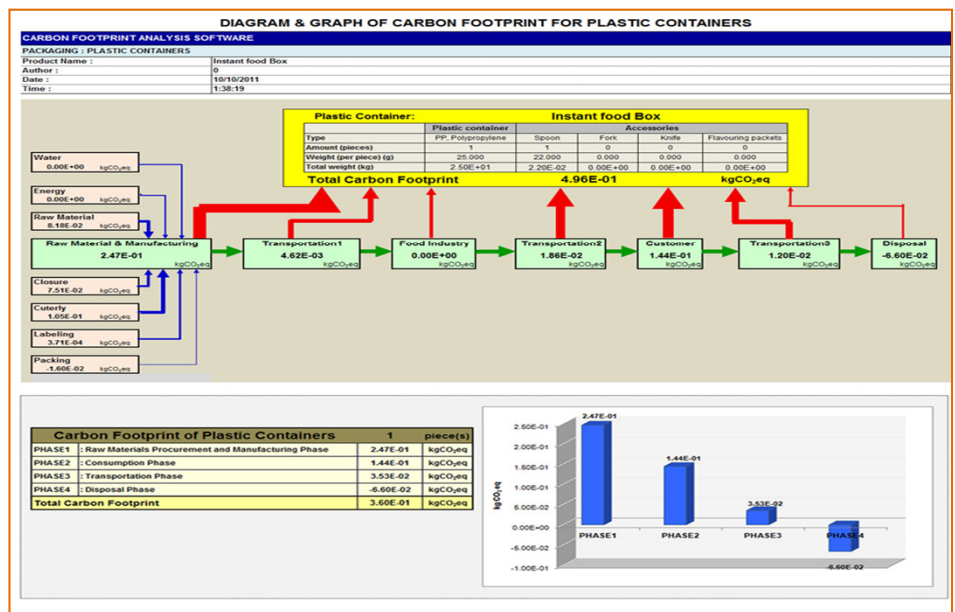 DIAGRAM & GRAPH OF CARBON FOOTPRINT FOR PLASTIC CONTAINERS
CARBON FOOTPRINT ANALYSIS SOFTWARE
PACKAGING : PLASTIC CONTAINERS
Product Name : Instant food Box
Author : 0
Date : 10/10/2011
Time : 1:38:19
Plastic Container: Instant food Box
Plastic container Accessories
Type PP, Polypropylene Spoon Fork Knife Flavouring packets
Amount (pieces) 1 1 0 0 0
Weight (per piece) (g) 25.000 22.000 0.000 0.000 0.000
Total weight (kg) 2.50E+01 2.20E-02 0.00E+00 0.00E+00 0.00E+00
Total Carbon Footprint 4.96E-01 kgCO₂eq
Water
0.00E+00 kgCO₂eq
Energy
0.00E+00 kgCO₂eq
Raw Material
8.18E-02 kgCO₂eq
Raw Material & Manufacturing
2.47E-01
kgCO₂eq
Transportation1
4.62E-03
kgCO₂eq
Food Industry
0.00E+00
kgCO₂eq
Transportation2
1.86E-02
kgCO₂eq
Customer
1.44E-01
kgCO₂eq
Transportation3
1.20E-02
kgCO₂eq
Disposal
-6.60E-02
kgCO₂eq
Closure
7.51E-02 kgCO₂eq
Cuterly
1.05E-01 kgCO₂eq
Labeling
3.71E-04 kgCO₂eq
Packing
-1.60E-02 kgCO₂eq
Carbon Footprint of Plastic Containers 1 piece(s)
PHASE1 : Raw Materials Procurement and Manufacturing Phase 2.47E-01 kgCO₂eq
PHASE2 : Consumption Phase 1.44E-01 kgCO₂eq
PHASE3 : Transportation Phase 3.53E-02 kgCO₂eq
PHASE4 : Disposal Phase -6.60E-02 kgCO₂eq
Total Carbon Footprint 3.60E-01 kgCO₂eq
kgCO₂eq
2.50E-01
2.00E-01
1.50E-01
1.00E-01
5.00E-02
0.00E+00
-5.00E-02
-1.00E-01
2.47E-01
1.44E-01
3.53E-02
-6.60E-02
PHASE1 PHASE2 PHASE3 PHASE4